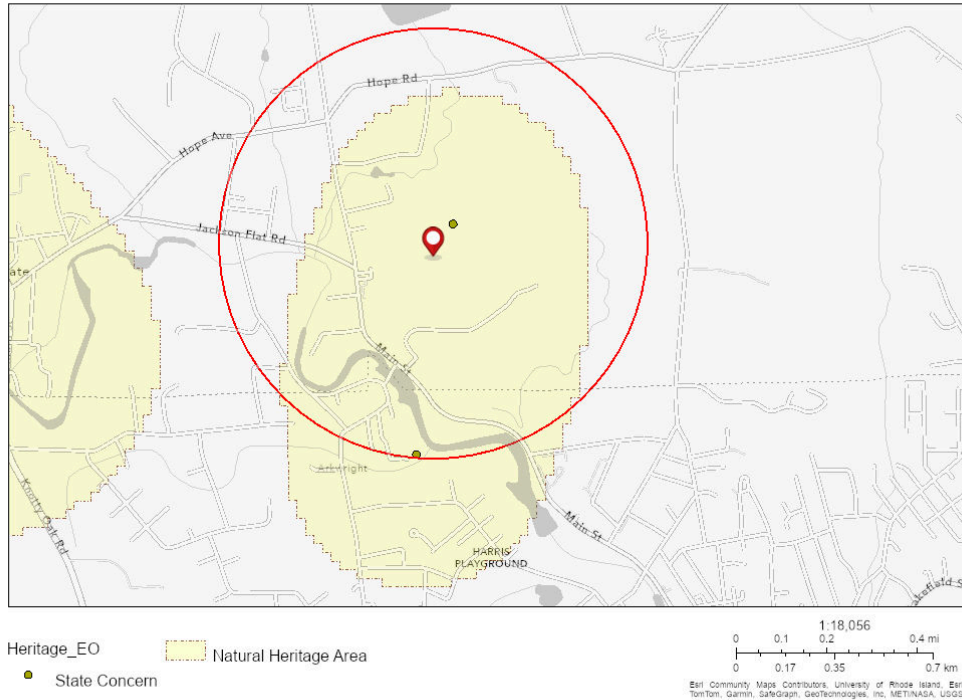 Hope Rd
Hope Ave
Jackson Flat Rd
ate
Main St
Arkwright
Knotty Oak Rd
Main St
HARRIS
PLAYGROUND
akefield S
1:18,056
0 0.1 0.2 0.4 mi
0 0.17 0.35 0.7 km
Heritage_EO
Natural Heritage Area
State Concern
Esri Community Maps Contributors, University of Rhode Island, Esri
TomTom, Garmin, SafeGraph, GeoTechnologies, Inc, METI/NASA, USGS